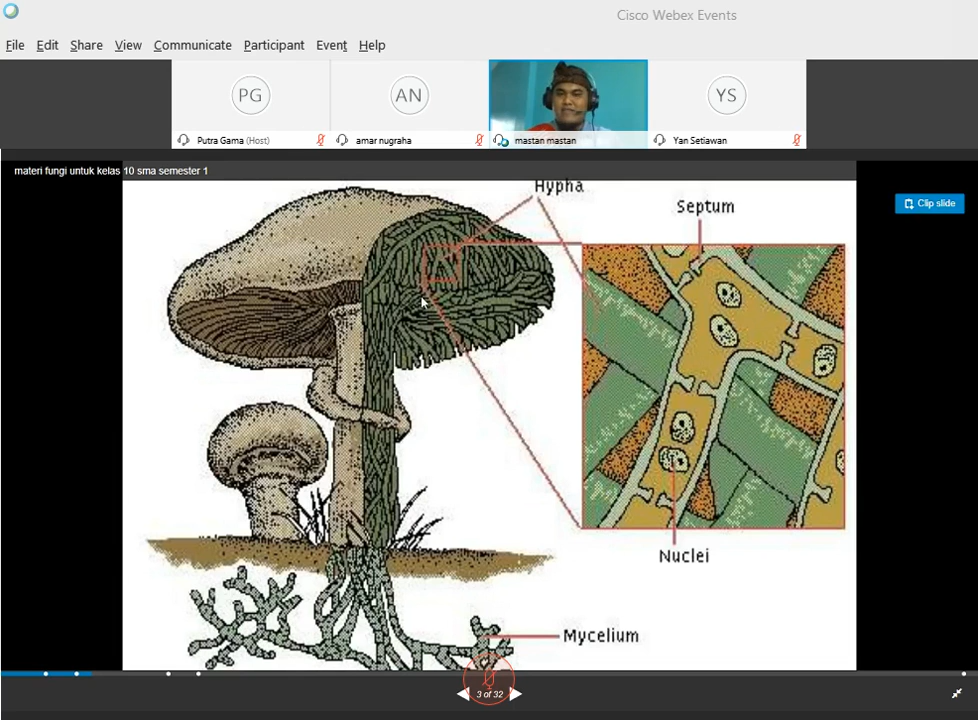 Cisco Webex Events
File Edit Share View Communicate Participant Event Help
PG
AN
YS
Putra Gama (Host)
amar nugraha
mastan mastan
Yan Setiawan
materi fungi untuk kelas 10 sma semester 1
Clip slide
Hypha
Septum
Nuclei
Mycelium
3 of 32